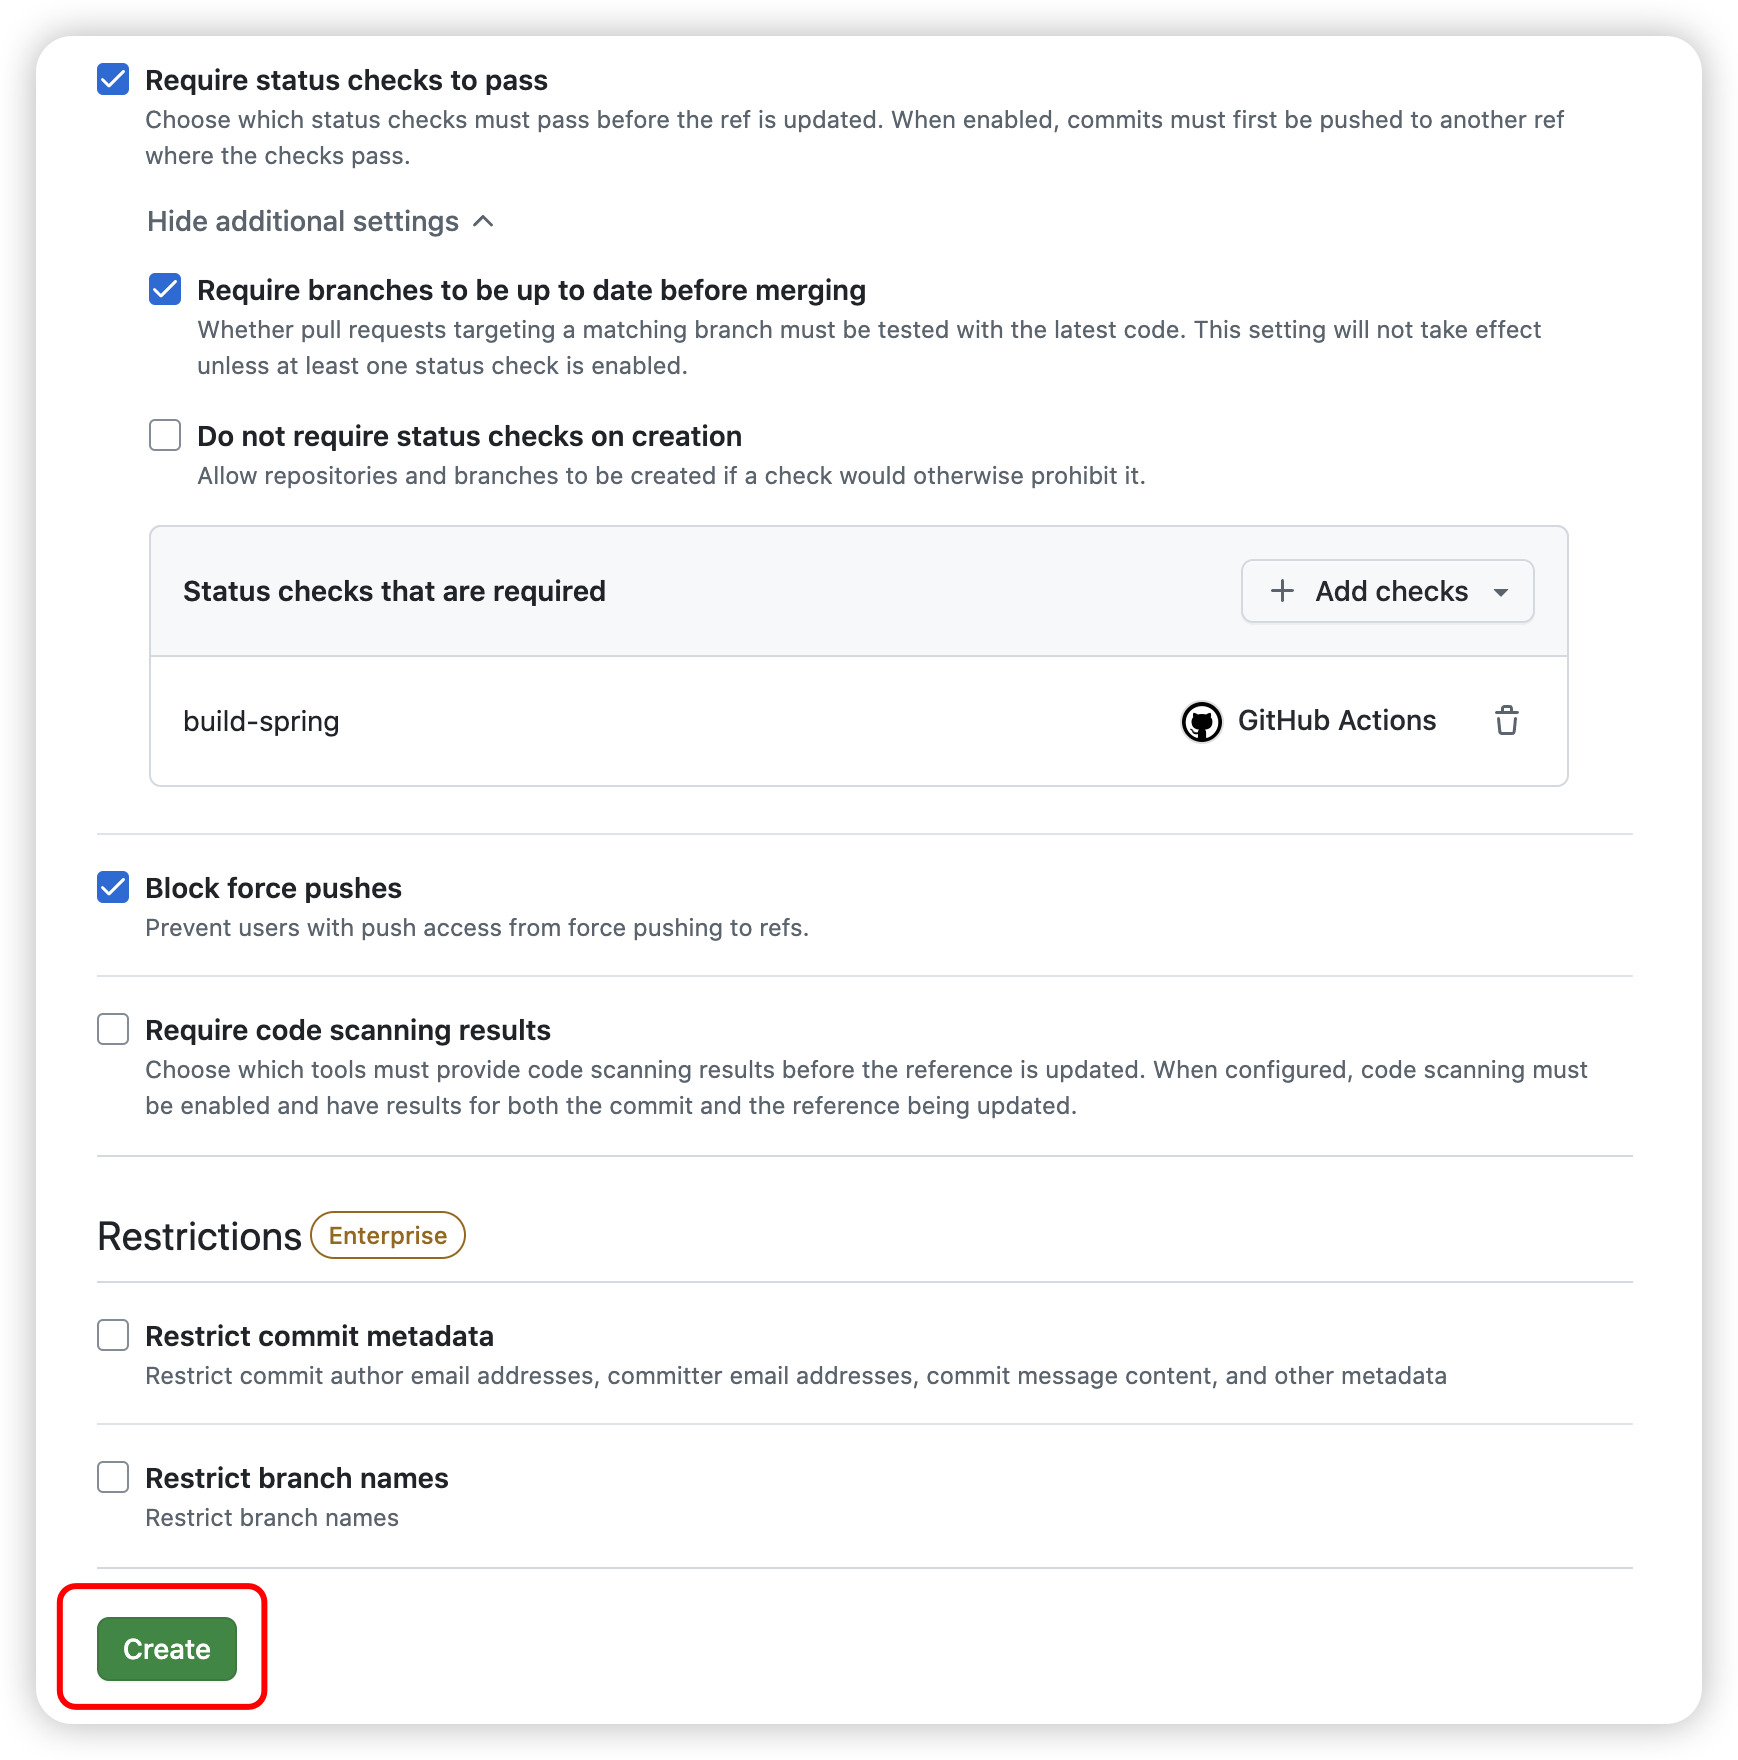 Require status checks to pass
Choose which status checks must pass before the ref is updated. When enabled, commits must first be pushed to another ref
where the checks pass.
Hide additional settings
Require branches to be up to date before merging
Whether pull requests targeting a matching branch must be tested with the latest code. This setting will not take effect
unless at least one status check is enabled.
Do not require status checks on creation
Allow repositories and branches to be created if a check would otherwise prohibit it.
Status checks that are required
Add checks
build-spring
GitHub Actions
Block force pushes
Prevent users with push access from force pushing to refs.
Require code scanning results
Choose which tools must provide code scanning results before the reference is updated. When configured, code scanning must
be enabled and have results for both the commit and the reference being updated.
Restrictions Enterprise
Restrict commit metadata
Restrict commit author email addresses, committer email addresses, commit message content, and other metadata
Restrict branch names
Restrict branch names
Create